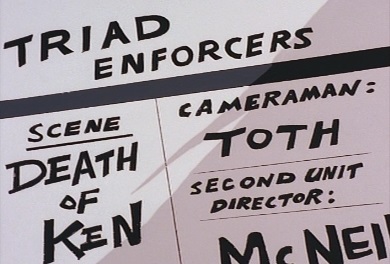 TRIAD
ENFORCERS
SCENE
DEATH
OF
KEN
CAMERAMAN:
TOTH
SECOND UNIT
DIRECTOR: